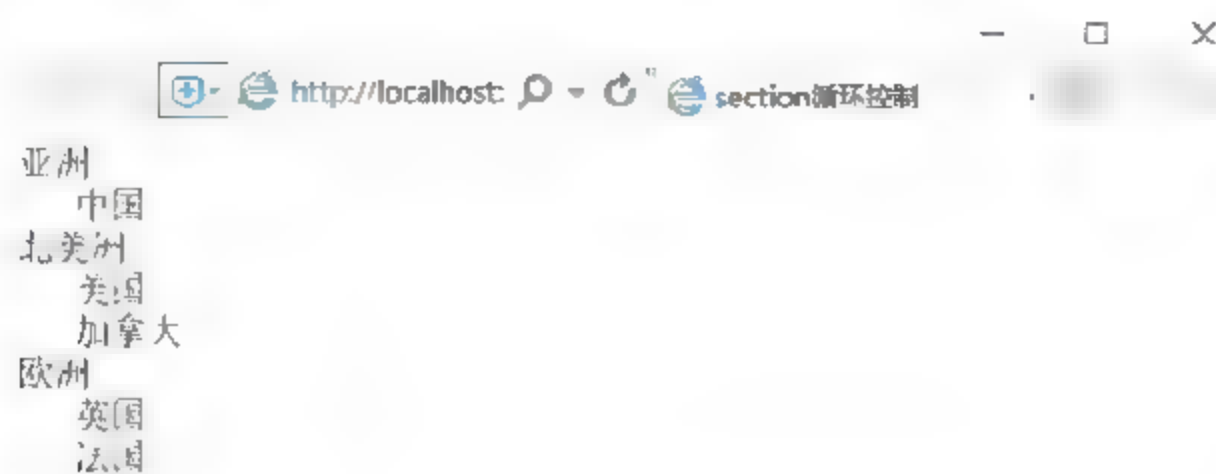 http://localhost: section循环控制
亚洲
中国
北美洲
美国
加拿大
欧洲
英国
法国